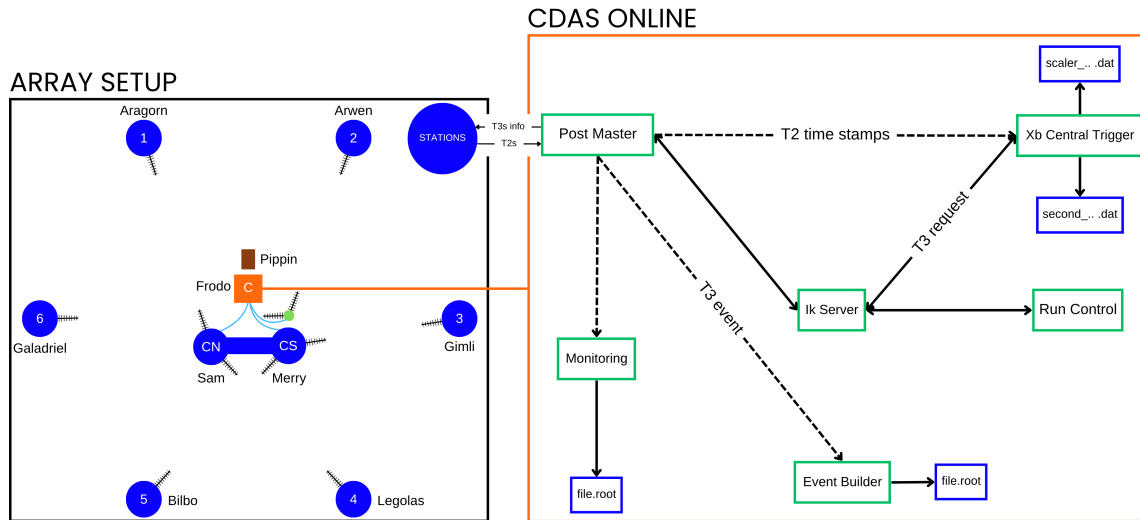 CDAS ONLINE
ARRAY SETUP
Aragorn
1
Arwen
2
STATIONS
T3s info
T2s
Post Master
T2 time stamps
scaler_.. .dat
Xb Central Trigger
second_.. .dat
T3 request
Pippin
Frodo
C
6
Galadriel
3
Gimli
CN
CS
Sam
Merry
T3 event
Ik Server
Run Control
Monitoring
5
Bilbo
4
Legolas
file.root
Event Builder
file.root